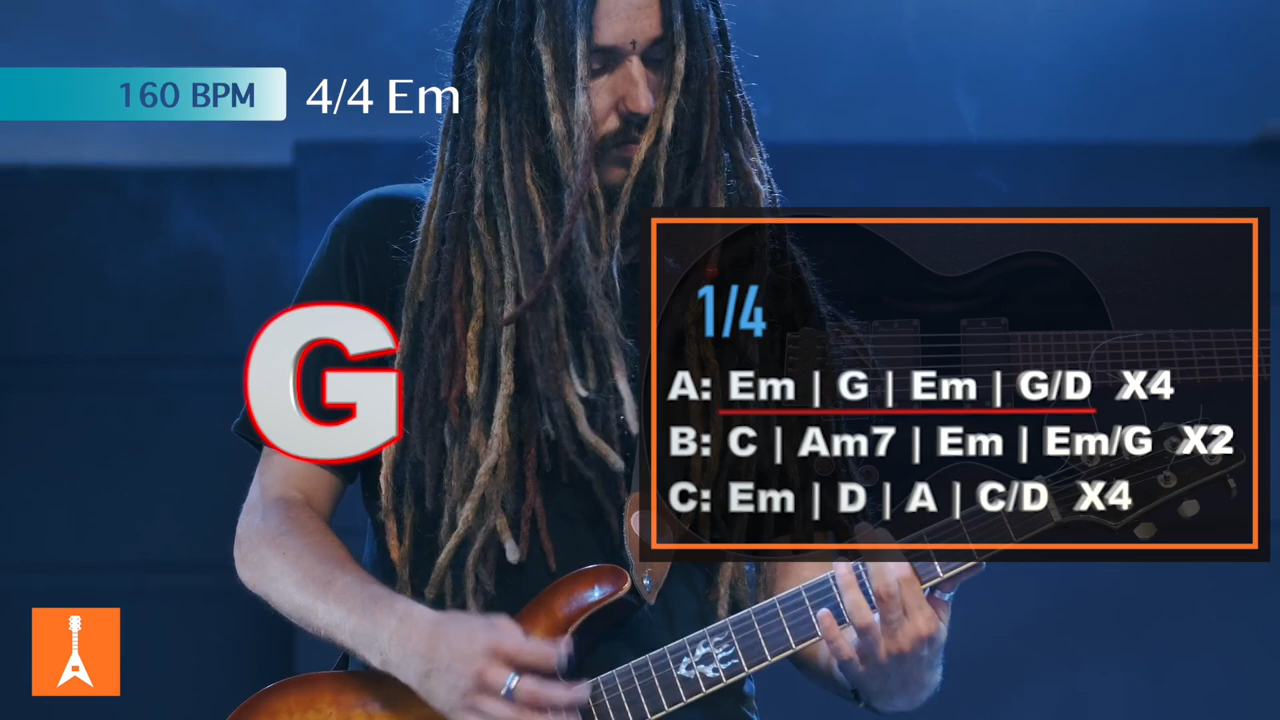 160 BPM 4/4 Em
G
1/4
A: Em | G | Em | G/D X4
B: C | Am7 | Em | Em/G X2
C: Em | D | A | C/D X4